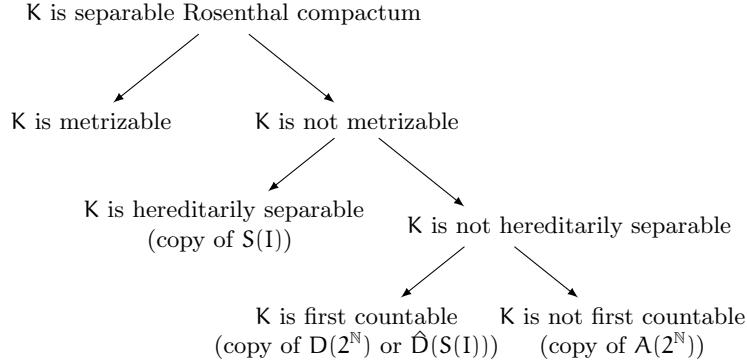 K is separable Rosenthal compactum
K is metrizable
K is not metrizable
K is hereditarily separable
(copy of S(I))
K is not hereditarily separable
K is first countable
(copy of D(2^ℕ) or D̂(S(I)))
K is not first countable
(copy of A(2^ℕ))